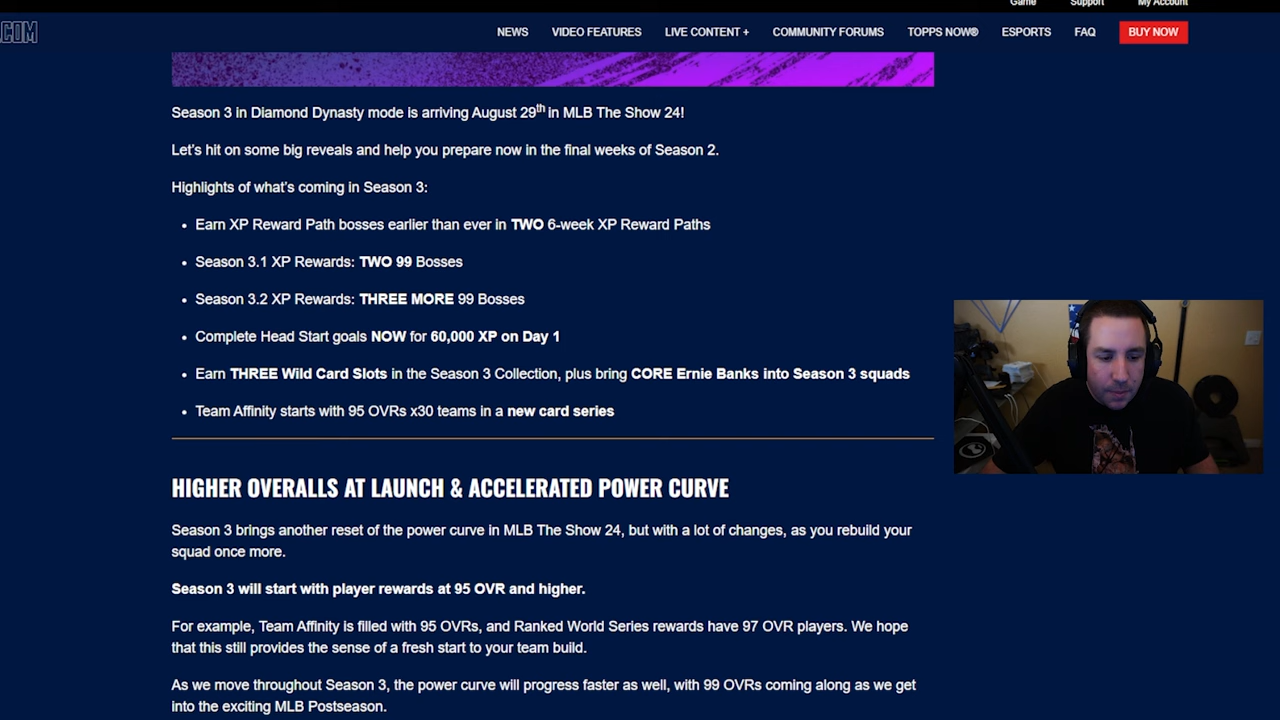 Game Support My Account
.COM NEWS VIDEO FEATURES LIVE CONTENT + COMMUNITY FORUMS TOPPS NOW® ESPORTS FAQ BUY NOW
Season 3 in Diamond Dynasty mode is arriving August 29th in MLB The Show 24!
Let's hit on some big reveals and help you prepare now in the final weeks of Season 2.
Highlights of what's coming in Season 3:
• Earn XP Reward Path bosses earlier than ever in TWO 6-week XP Reward Paths
• Season 3.1 XP Rewards: TWO 99 Bosses
• Season 3.2 XP Rewards: THREE MORE 99 Bosses
• Complete Head Start goals NOW for 60,000 XP on Day 1
• Earn THREE Wild Card Slots in the Season 3 Collection, plus bring CORE Ernie Banks into Season 3 squads
• Team Affinity starts with 95 OVRs x30 teams in a new card series
HIGHER OVERALLS AT LAUNCH & ACCELERATED POWER CURVE
Season 3 brings another reset of the power curve in MLB The Show 24, but with a lot of changes, as you rebuild your
squad once more.
Season 3 will start with player rewards at 95 OVR and higher.
For example, Team Affinity is filled with 95 OVRs, and Ranked World Series rewards have 97 OVR players. We hope
that this still provides the sense of a fresh start to your team build.
As we move throughout Season 3, the power curve will progress faster as well, with 99 OVRs coming along as we get
into the exciting MLB Postseason.